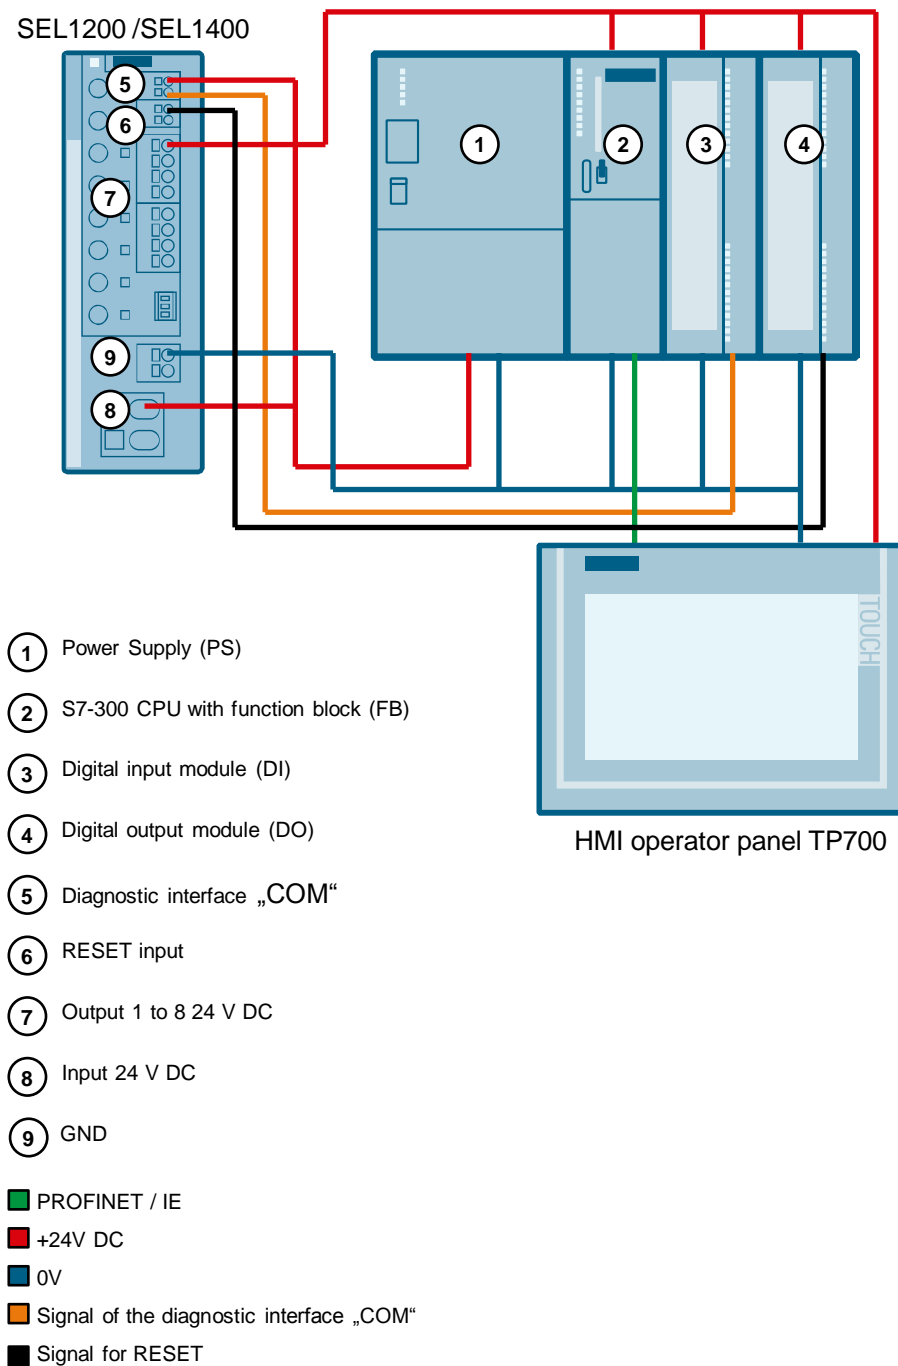 SEL1200 /SEL1400
5
6
7
9
8
1
2
3
4
TOUCH
HMI operator panel TP700
1 Power Supply (PS)
2 S7-300 CPU with function block (FB)
3 Digital input module (DI)
4 Digital output module (DO)
5 Diagnostic interface „COM“
6 RESET input
7 Output 1 to 8 24 V DC
8 Input 24 V DC
9 GND
PROFINET / IE
+24V DC
0V
Signal of the diagnostic interface „COM“
Signal for RESET